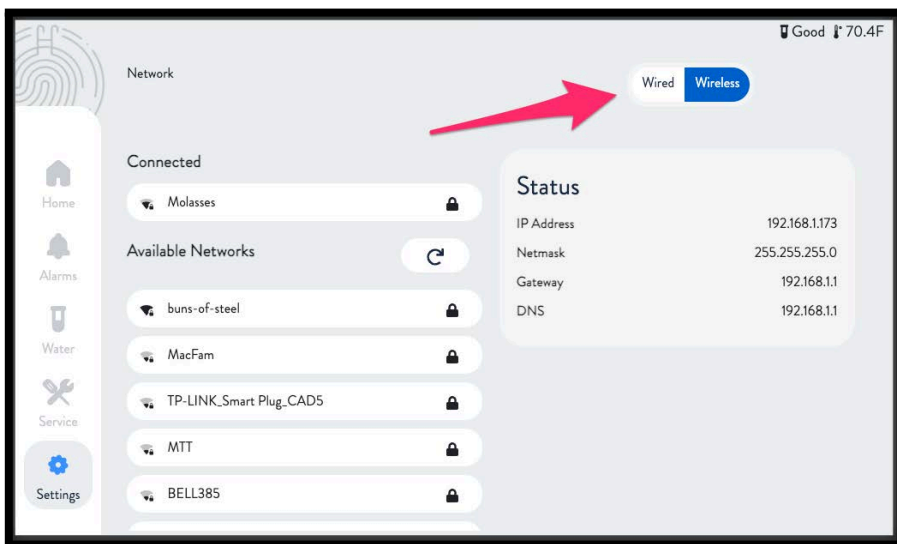 Good 70.4F
Network
Wired Wireless
Connected
Molasses
Available Networks
buns-of-steel
MacFam
TP-LINK_Smart Plug_CAD5
MTT
BELL385
Status
IP Address 192.168.1.173
Netmask 255.255.255.0
Gateway 192.168.1.1
DNS 192.168.1.1
Home
Alarms
Water
Service
Settings